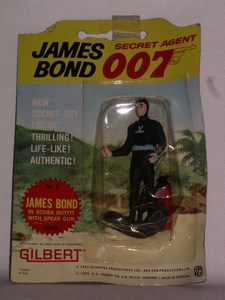 JAMES
BOND
SECRET AGENT
007
NEW
SECRET-SPY
FIGURE
THRILLING!
LIFE-LIKE!
AUTHENTIC!
JAMES BOND
IN SCUBA OUTFIT
WITH SPEAR GUN
GILBERT